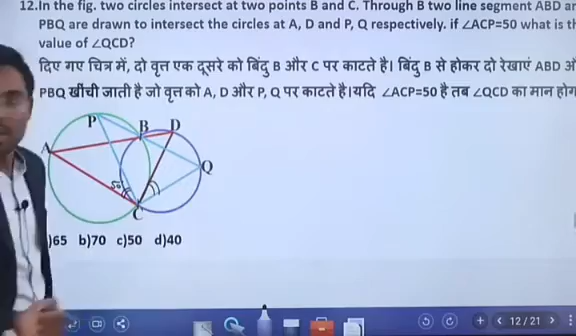 12.In the fig. two circles intersect at two points B and C. Through B two line segment ABD
PBQ are drawn to intersect the circles at A, D and P, Q respectively. if ∠ACP=50 what is
value of ∠QCD?
दिए गए चित्र में, दो वृत्त एक दूसरे को बिंदु B और C पर काटते है। बिंदु B से होकर दो रेखाएं ABD
PBQ खींची जाती है जो वृत्त को A, D और P, Q पर काटते है।यदि ∠ACP=50 है तब ∠QCD का मान
P
B
D
A
Q
50
C
)65 b)70 c)50 d)40
12 / 21